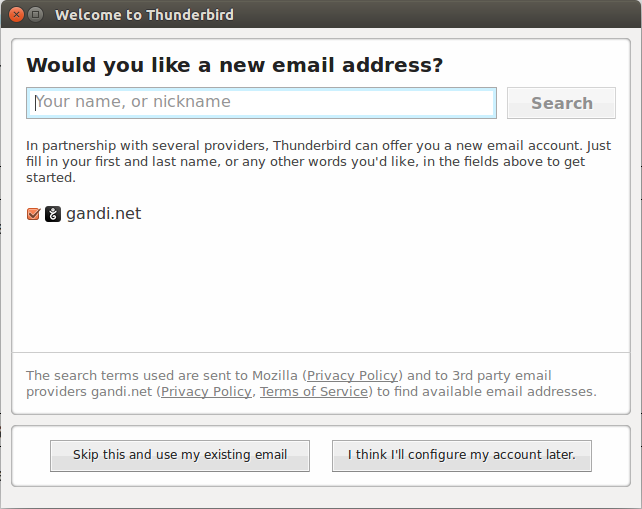 Welcome to Thunderbird
Would you like a new email address?
Your name, or nickname
Search
In partnership with several providers, Thunderbird can offer you a new email account. Just
fill in your first and last name, or any other words you'd like, in the fields above to get
started.
gandi.net
The search terms used are sent to Mozilla (Privacy Policy) and to 3rd party email
providers gandi.net (Privacy Policy, Terms of Service) to find available email addresses.
Skip this and use my existing email
I think I'll configure my account later.